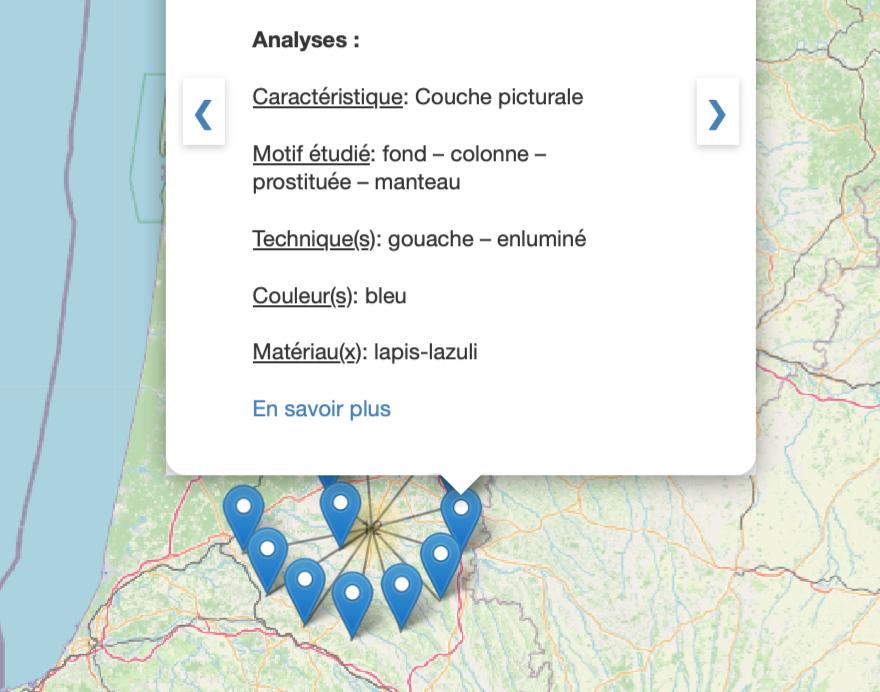 Analyses :
Caractéristique: Couche picturale
Motif étudié: fond – colonne –
prostituée – manteau
Technique(s): gouache – enluminé
Couleur(s): bleu
Matériau(x): lapis-lazuli
En savoir plus